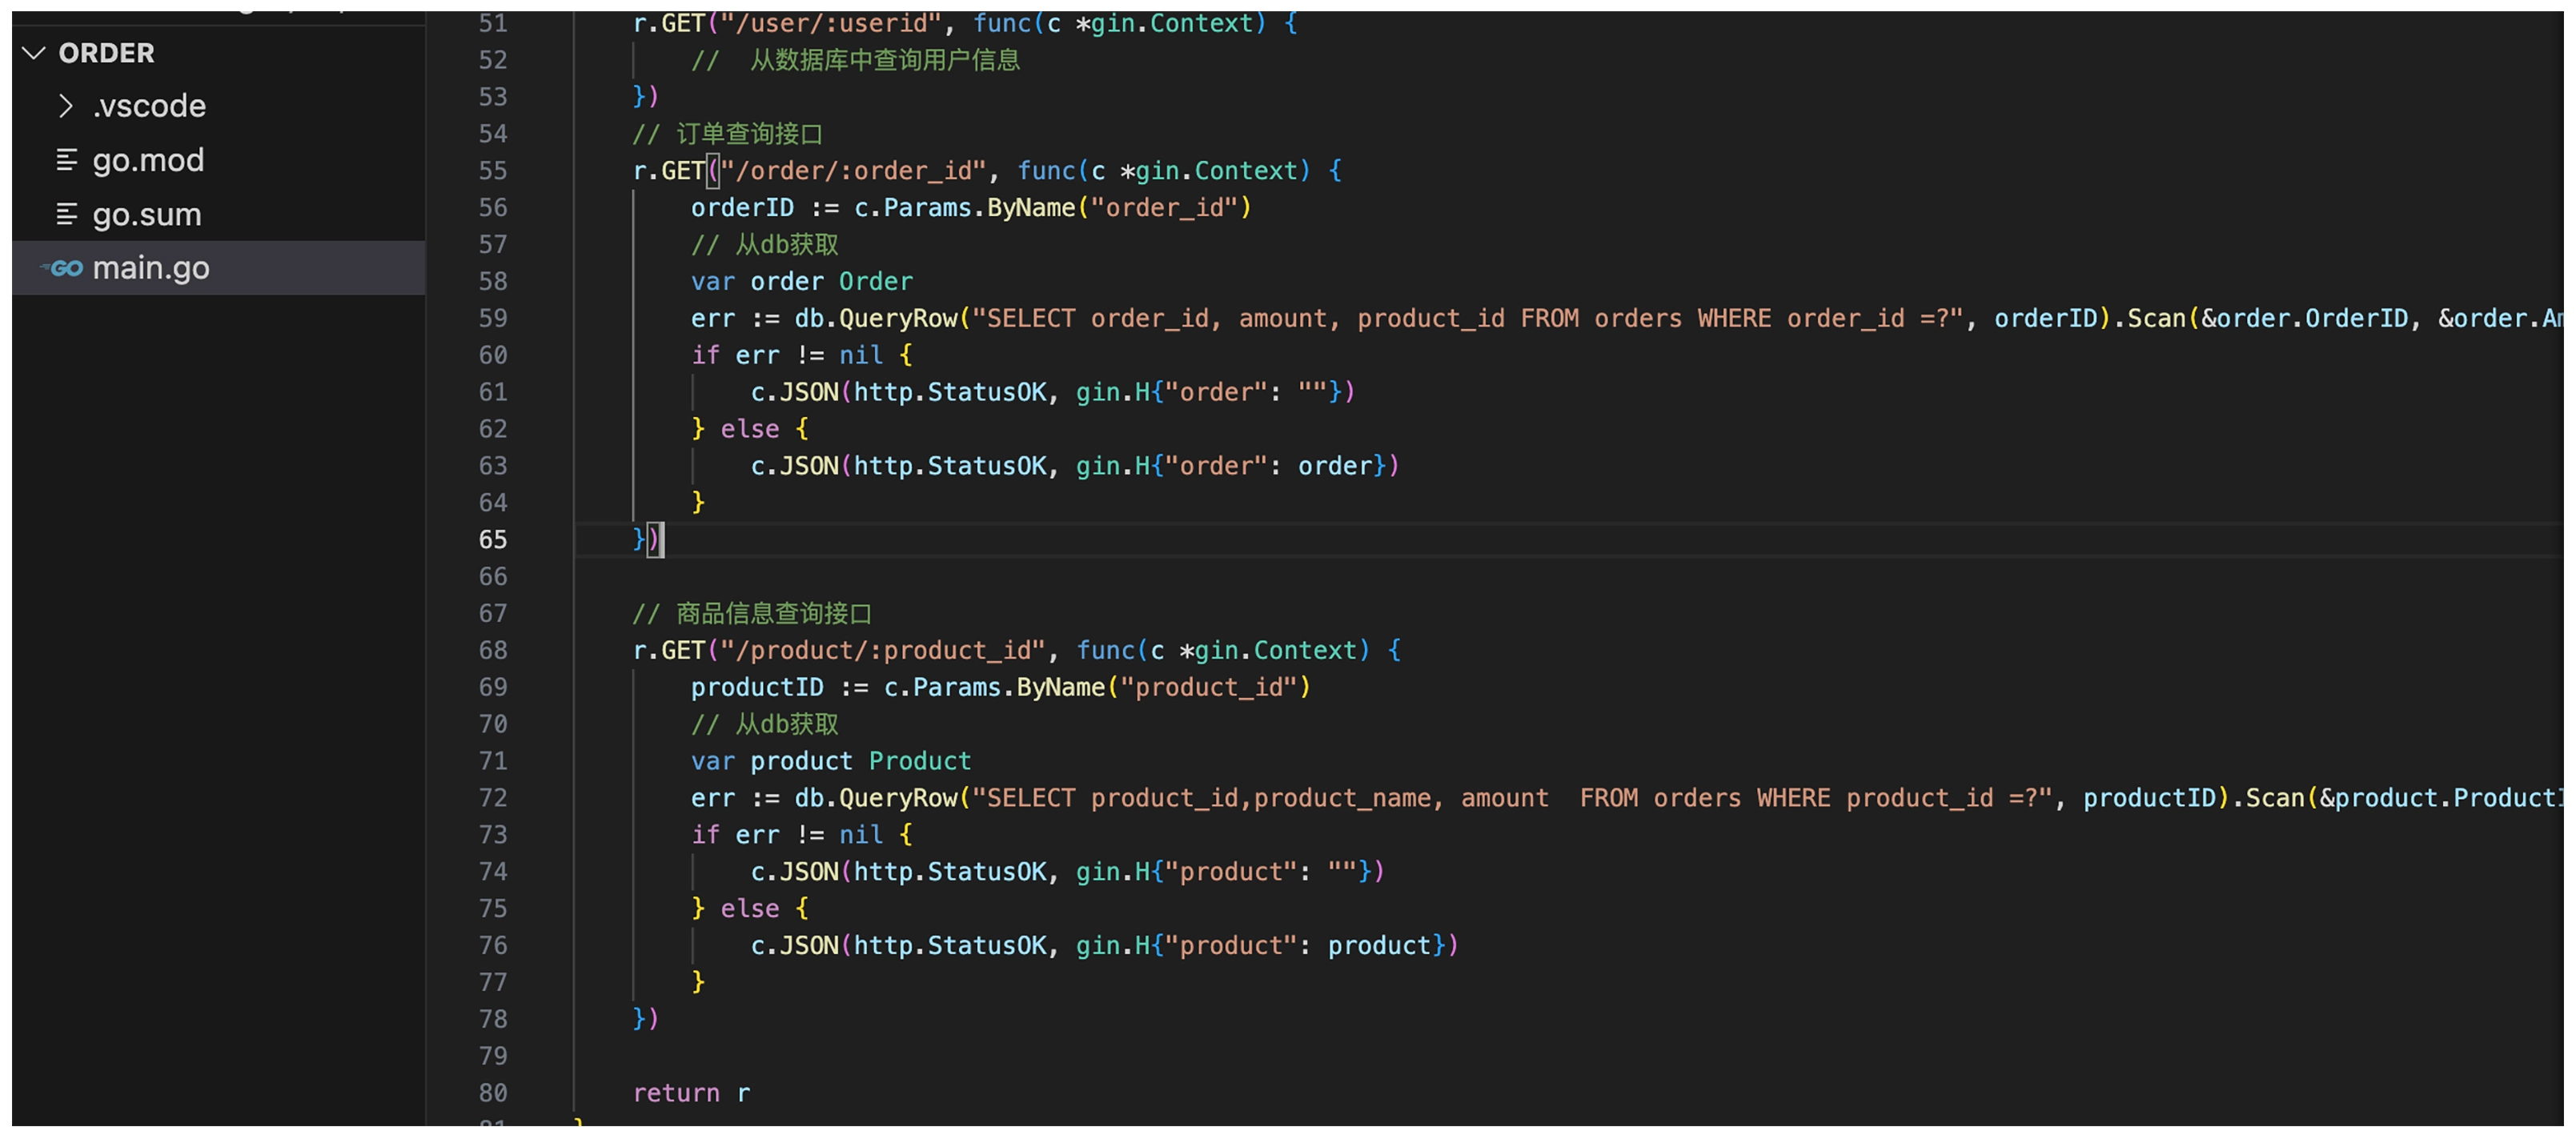 ORDER
.vscode
go.mod
go.sum
GO main.go
51 r.GET("/user/:userid", func(c *gin.Context) {
52 //  从数据库中查询用户信息
53 })
54 // 订单查询接口
55 r.GET("/order/:order_id", func(c *gin.Context) {
56 orderID := c.Params.ByName("order_id")
57 // 从db获取
58 var order Order
59 err := db.QueryRow("SELECT order_id, amount, product_id FROM orders WHERE order_id =?", orderID).Scan(&order.OrderID, &order.Am
60 if err != nil {
61 c.JSON(http.StatusOK, gin.H{"order": ""})
62 } else {
63 c.JSON(http.StatusOK, gin.H{"order": order})
64 }
65 })
66
67 // 商品信息查询接口
68 r.GET("/product/:product_id", func(c *gin.Context) {
69 productID := c.Params.ByName("product_id")
70 // 从db获取
71 var product Product
72 err := db.QueryRow("SELECT product_id,product_name, amount  FROM orders WHERE product_id =?", productID).Scan(&product.ProductI
73 if err != nil {
74 c.JSON(http.StatusOK, gin.H{"product": ""})
75 } else {
76 c.JSON(http.StatusOK, gin.H{"product": product})
77 }
78 })
79
80 return r